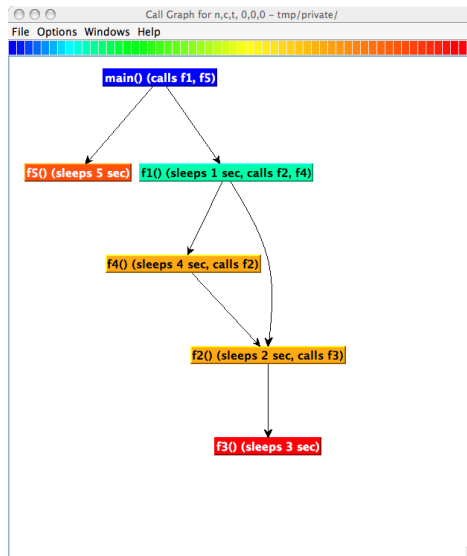 Call Graph for n,c,t, 0,0,0 - tmp/private/
File Options Windows Help
main() (calls f1, f5)
f5() (sleeps 5 sec)
f1() (sleeps 1 sec, calls f2, f4)
f4() (sleeps 4 sec, calls f2)
f2() (sleeps 2 sec, calls f3)
f3() (sleeps 3 sec)